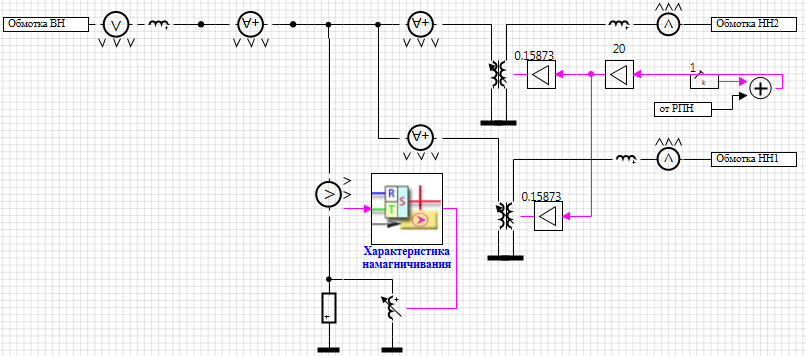 Обмотка ВН
Обмотка НН2
0.15873
20
1
k
от РПН
Обмотка НН1
0.15873
R
T
S
Характеристика
намагничивания